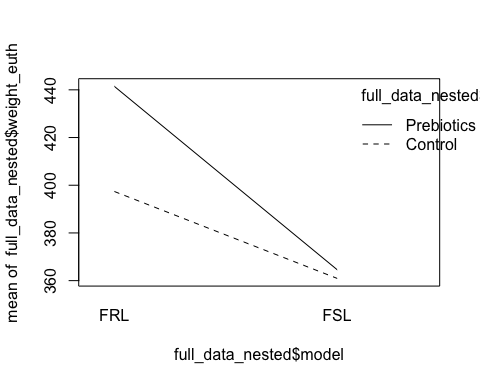 full_data_nested
Prebiotics
Control
mean of  full_data_nested$weight_euth
440
420
400
380
360
FRL
FSL
full_data_nested$model